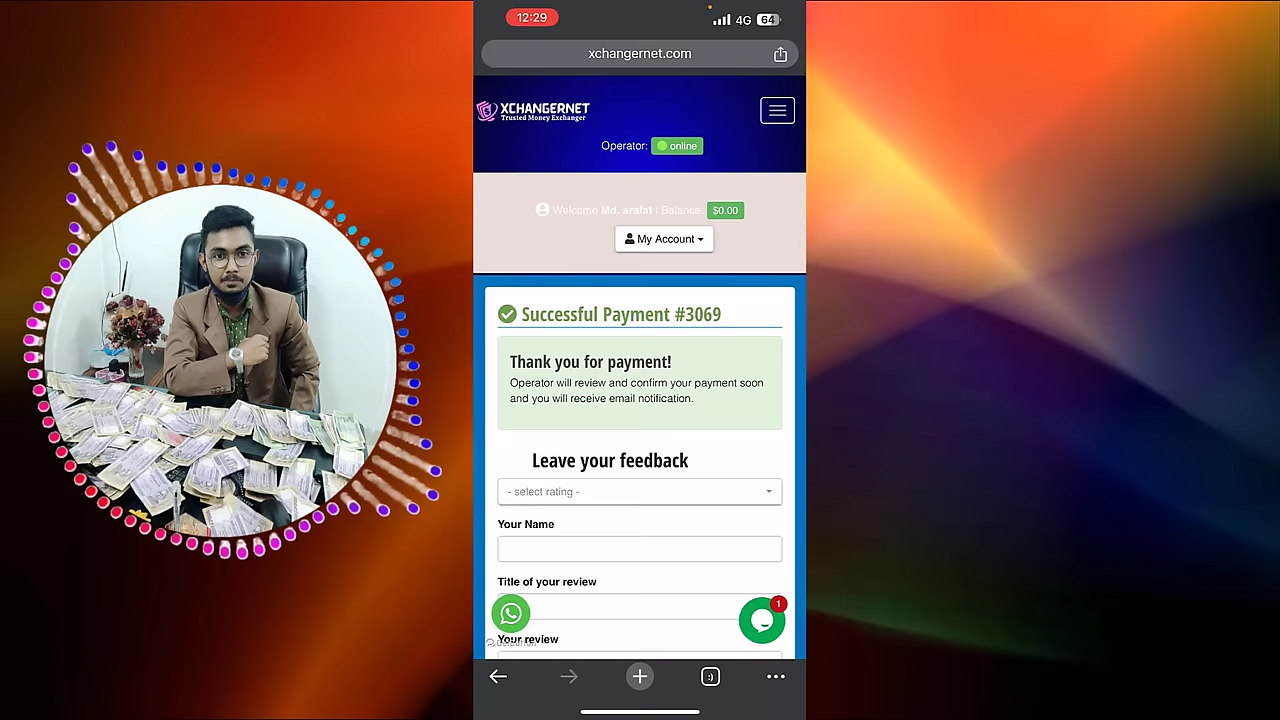 12:29
4G 64
xchangernet.com
XCHANGERNET
Trusted Money Exchanger
Operator: online
Welcome Md. arafat | Balance: $0.00
My Account
Successful Payment #3069
Thank you for payment!
Operator will review and confirm your payment soon
and you will receive email notification.
Leave your feedback
- select rating -
Your Name
Title of your review
1
Your review
:)